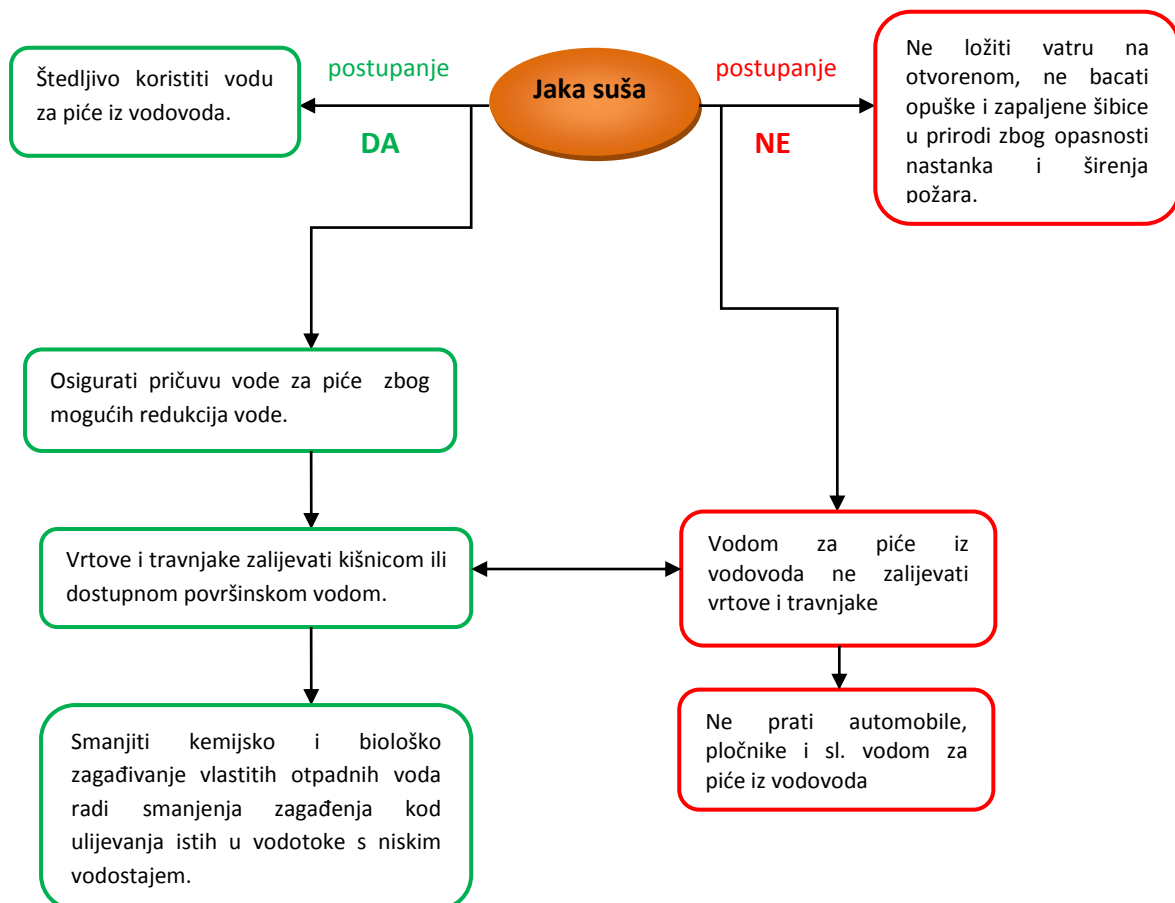 Štedljivo koristiti vodu
za piće iz vodovoda.
postupanje
DA
Jaka suša
postupanje
NE
Ne ložiti vatru na
otvorenom, ne bacati
opuške i zapaljene šibice
u prirodi zbog opasnosti
nastanka i širenja
požara.
Osigurati pričuvu vode za piće zbog
mogućih redukcija vode.
Vrtove i travnjake zalijevati kišnicom ili
dostupnom površinskom vodom.
Vodom za piće iz
vodovoda ne zalijevati
vrtove i travnjake
Smanjiti kemijsko i biološko
zagađivanje vlastitih otpadnih voda
radi smanjenja zagađenja kod
ulijevanja istih u vodotoke s niskim
vodostajem.
Ne prati automobile,
pločnike i sl. vodom za
piće iz vodovoda